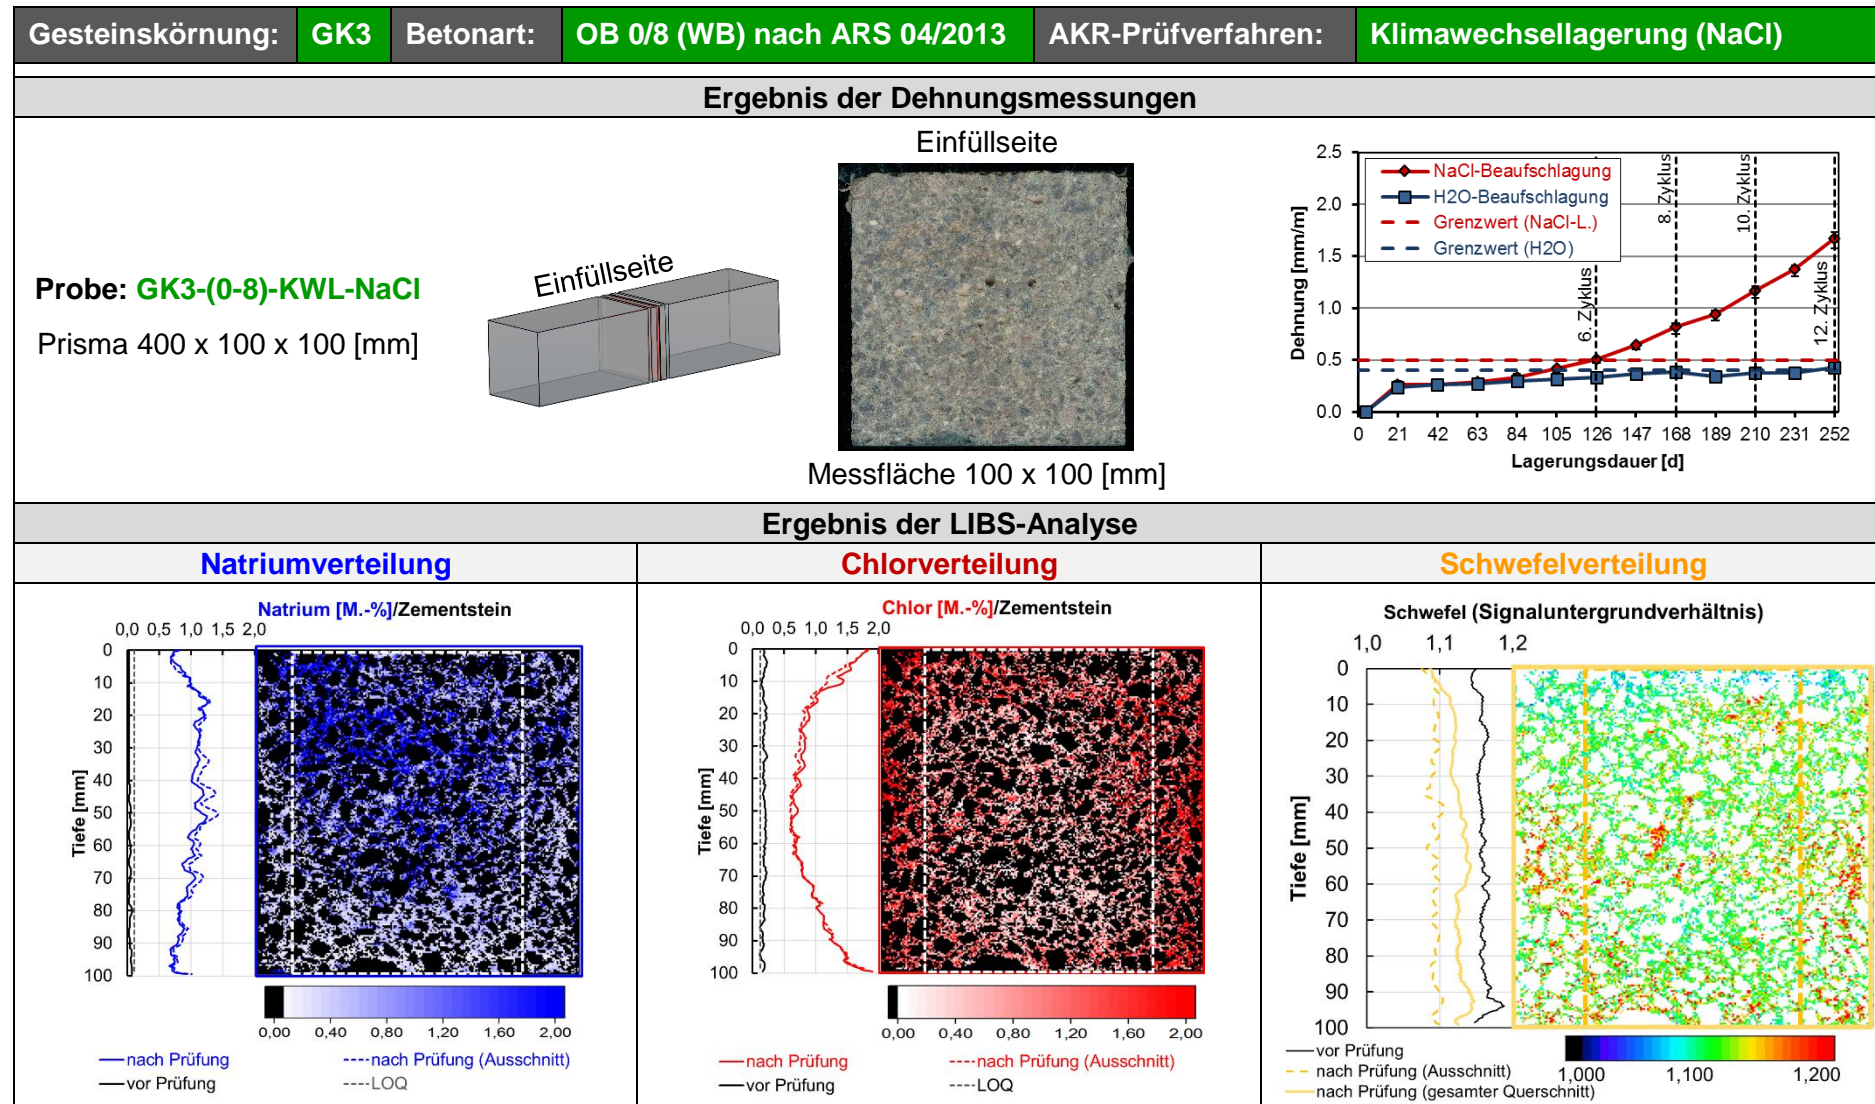 Gesteinskörnung: GK3 Betonart: OB 0/8 (WB) nach ARS 04/2013 AKR-Prüfverfahren: Klimawechsellagerung (NaCl)
Ergebnis der Dehnungsmessungen
Probe: GK3-(0-8)-KWL-NaCl
Prisma 400 x 100 x 100 [mm]
Einfüllseite
Einfüllseite
Messfläche 100 x 100 [mm]
Dehnung [mm/m]
2.5
2.0
1.5
1.0
0.5
0.0
NaCl-Beaufschlagung
H2O-Beaufschlagung
Grenzwert (NaCl-L.)
Grenzwert (H2O)
6. Zyklus
8. Zyklus
10. Zyklus
12. Zyklus
0 21 42 63 84 105 126 147 168 189 210 231 252
Lagerungsdauer [d]
Ergebnis der LIBS-Analyse
Natriumverteilung
Natrium [M.-%]/Zementstein
0,0 0,5 1,0 1,5 2,0
Tiefe [mm]
0
10
20
30
40
50
60
70
80
90
100
0,00 0,40 0,80 1,20 1,60 2,00
nach Prüfung
nach Prüfung (Ausschnitt)
vor Prüfung
LOQ
Chlorverteilung
Chlor [M.-%]/Zementstein
0,0 0,5 1,0 1,5 2,0
Tiefe [mm]
0
10
20
30
40
50
60
70
80
90
100
0,00 0,40 0,80 1,20 1,60 2,00
nach Prüfung
nach Prüfung (Ausschnitt)
vor Prüfung
LOQ
Schwefelverteilung
Schwefel (Signaluntergrundverhältnis)
1,0 1,1 1,2
Tiefe [mm]
0
10
20
30
40
50
60
70
80
90
100
vor Prüfung
nach Prüfung (Ausschnitt)
nach Prüfung (gesamter Querschnitt)
1,000 1,100 1,200